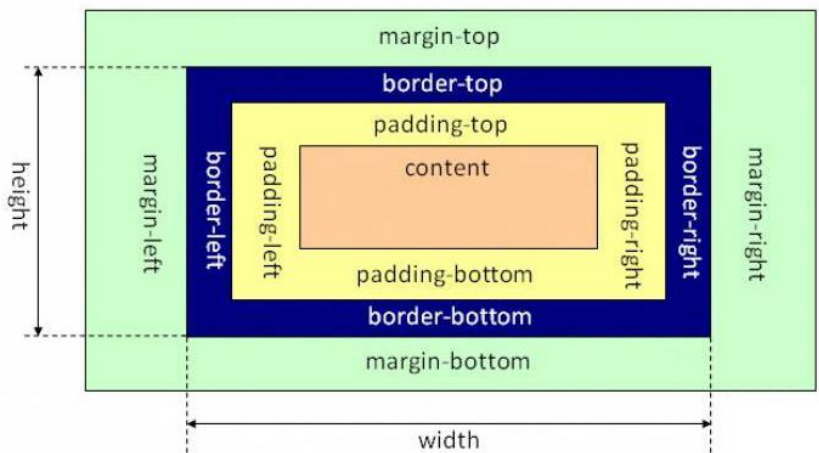 margin-top
border-top
padding-top
content
height
margin-left
border-left
padding-left
padding-right
border-right
margin-right
padding-bottom
border-bottom
margin-bottom
width